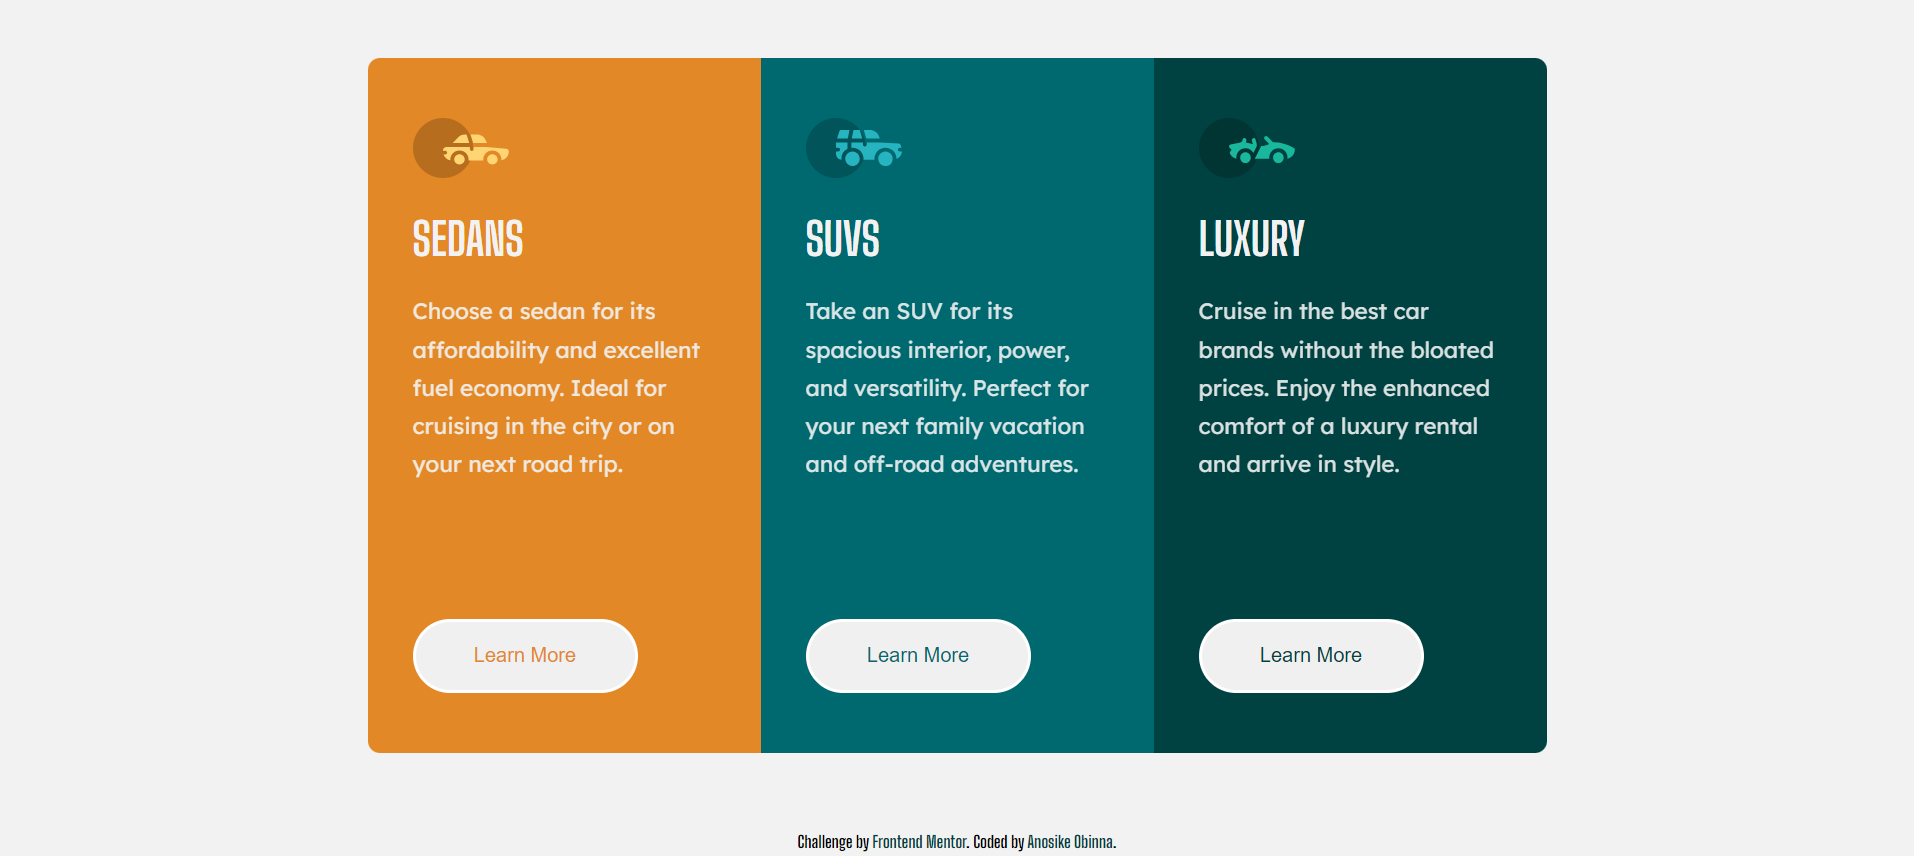 SEDANS
Choose a sedan for its
affordability and excellent
fuel economy. Ideal for
cruising in the city or on
your next road trip.
Learn More
SUVS
Take an SUV for its
spacious interior, power,
and versatility. Perfect for
your next family vacation
and off-road adventures.
Learn More
LUXURY
Cruise in the best car
brands without the bloated
prices. Enjoy the enhanced
comfort of a luxury rental
and arrive in style.
Learn More
Challenge by Frontend Mentor. Coded by Anosike Obinna.